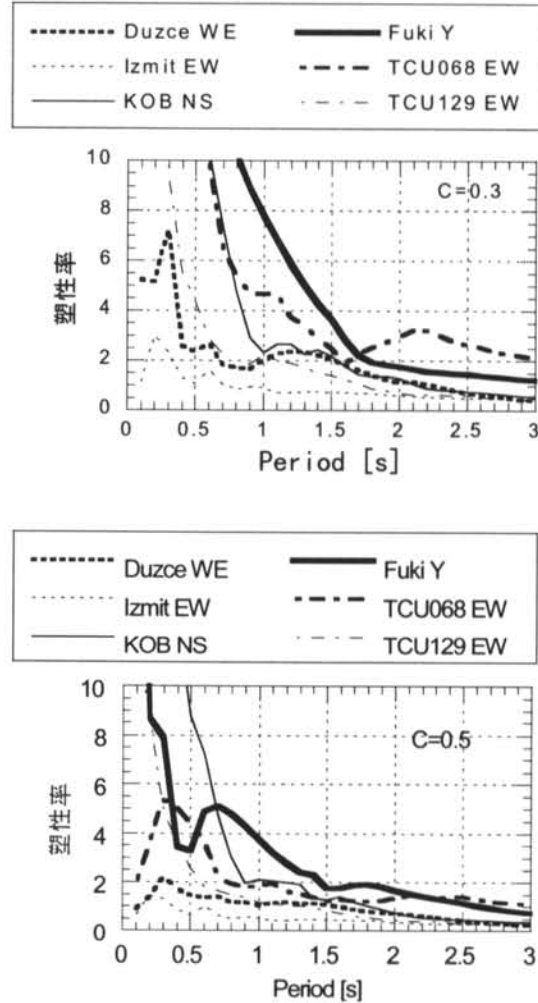 Duzce WE Fuki Y
Izmit EW TCU068 EW
KOB NS TCU129 EW
10
8
6
4
2
0
塑性率
C=0.3
0 0.5 1 1.5 2 2.5 3
Period [s]
Duzce WE Fuki Y
Izmit EW TCU068 EW
KOB NS TCU129 EW
10
8
6
4
2
0
塑性率
C=0.5
0 0.5 1 1.5 2 2.5 3
Period [s]